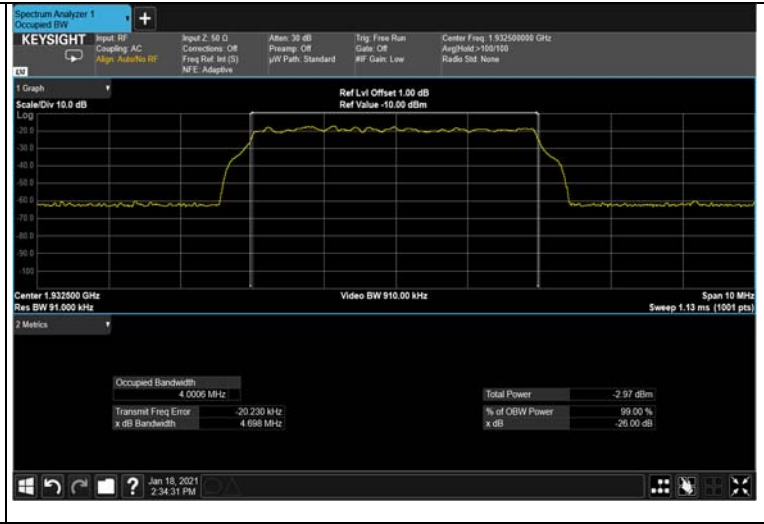 Spectrum Analyzer 1
Occupied BW
KEYSIGHT
Input: RF
Coupling: AC
Align: Auto/No RF
Input Z: 50 Ω
Corrections: Off
Freq Ref: Int (S)
NFE: Adaptive
Atten: 30 dB
Preamp: Off
µW Path: Standard
Trig: Free Run
Gate: Off
#IF Gain: Low
Center Freq: 1.932500000 GHz
Avg|Hold:>100/100
Radio Std: None
1 Graph
Scale/Div 10.0 dB
Ref Lvl Offset 1.00 dB
Ref Value -10.00 dBm
Log
-20.0
-30.0
-40.0
-50.0
-60.0
-70.0
-80.0
-90.0
-100
Center 1.932500 GHz
Res BW 91.000 kHz
Video BW 910.00 kHz
Span 10 MHz
Sweep 1.13 ms (1001 pts)
2 Metrics
Occupied Bandwidth
4.0006 MHz
Transmit Freq Error -20.230 kHz
x dB Bandwidth 4.698 MHz
Total Power -2.97 dBm
% of OBW Power 99.00 %
x dB -26.00 dB
Jan 18, 2021
2:34:31 PM